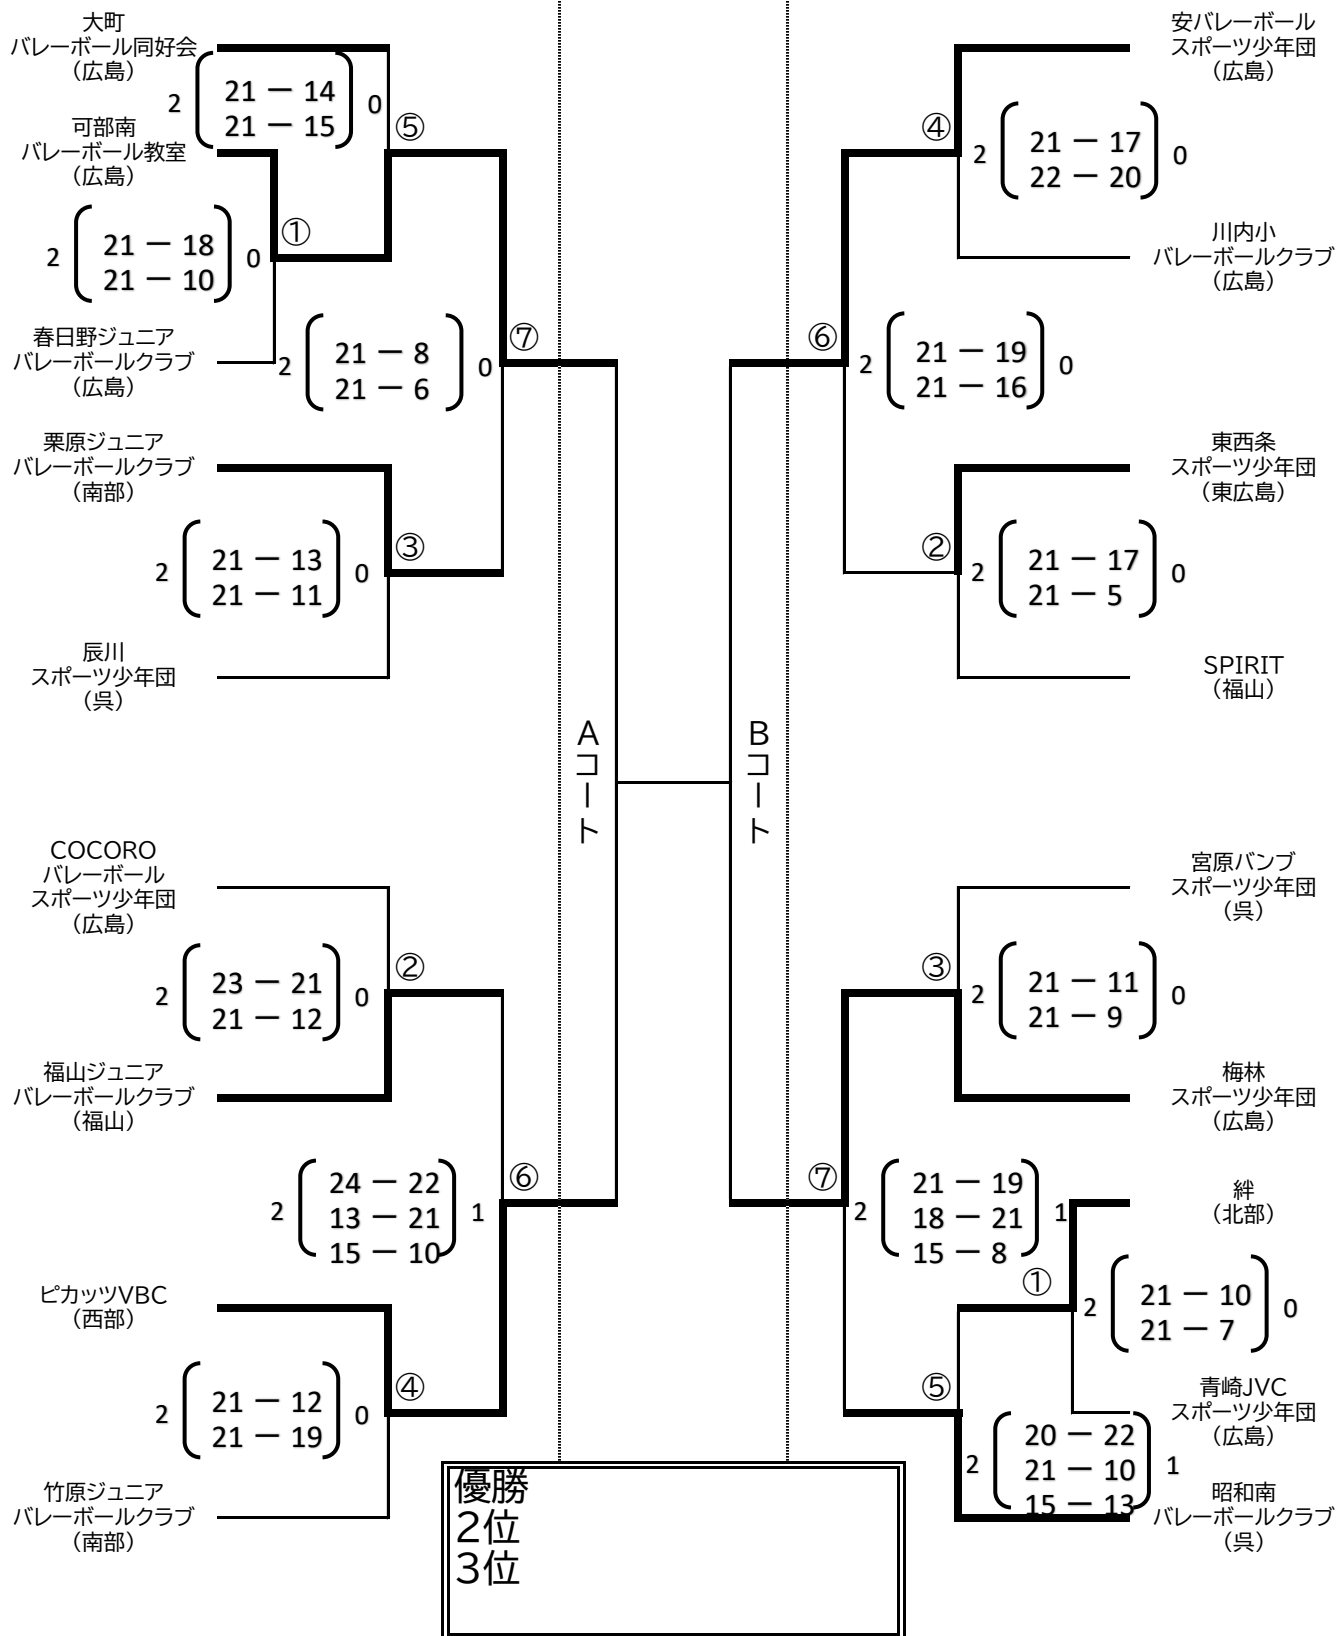 大町
バレーボール同好会
（広島）
2 21 ー 14 0
21 ー 15
⑤
可部南
バレーボール教室
（広島）
①
2 21 ー 18 0
21 ー 10
春日野ジュニア
バレーボールクラブ
（広島）
⑦
2 21 ー 8 0
21 ー 6
栗原ジュニア
バレーボールクラブ
（南部）
③
2 21 ー 13 0
21 ー 11
辰川
スポーツ少年団
（呉）
Aコート
COCORO
バレーボール
スポーツ少年団
（広島）
②
2 23 ー 21 0
21 ー 12
福山ジュニア
バレーボールクラブ
（福山）
⑥
2 24 ー 22 1
13 ー 21
15 ー 10
ピカッツVBC
（西部）
④
2 21 ー 12 0
21 ー 19
竹原ジュニア
バレーボールクラブ
（南部）
安バレーボール
スポーツ少年団
（広島）
④
2 21 ー 17 0
22 ー 20
川内小
バレーボールクラブ
（広島）
⑥
2 21 ー 19 0
21 ー 16
東西条
スポーツ少年団
（東広島）
②
2 21 ー 17 0
21 ー 5
SPIRIT
（福山）
Bコート
宮原バンブ
スポーツ少年団
（呉）
③
2 21 ー 11 0
21 ー 9
梅林
スポーツ少年団
（広島）
⑦
2 21 ー 19 1
18 ー 21
15 ー 8
絆
（北部）
①
2 21 ー 10 0
21 ー 7
青崎JVC
スポーツ少年団
（広島）
⑤
2 20 ー 22 1
21 ー 10
15 ー 13
昭和南
バレーボールクラブ
（呉）
優勝
2位
3位